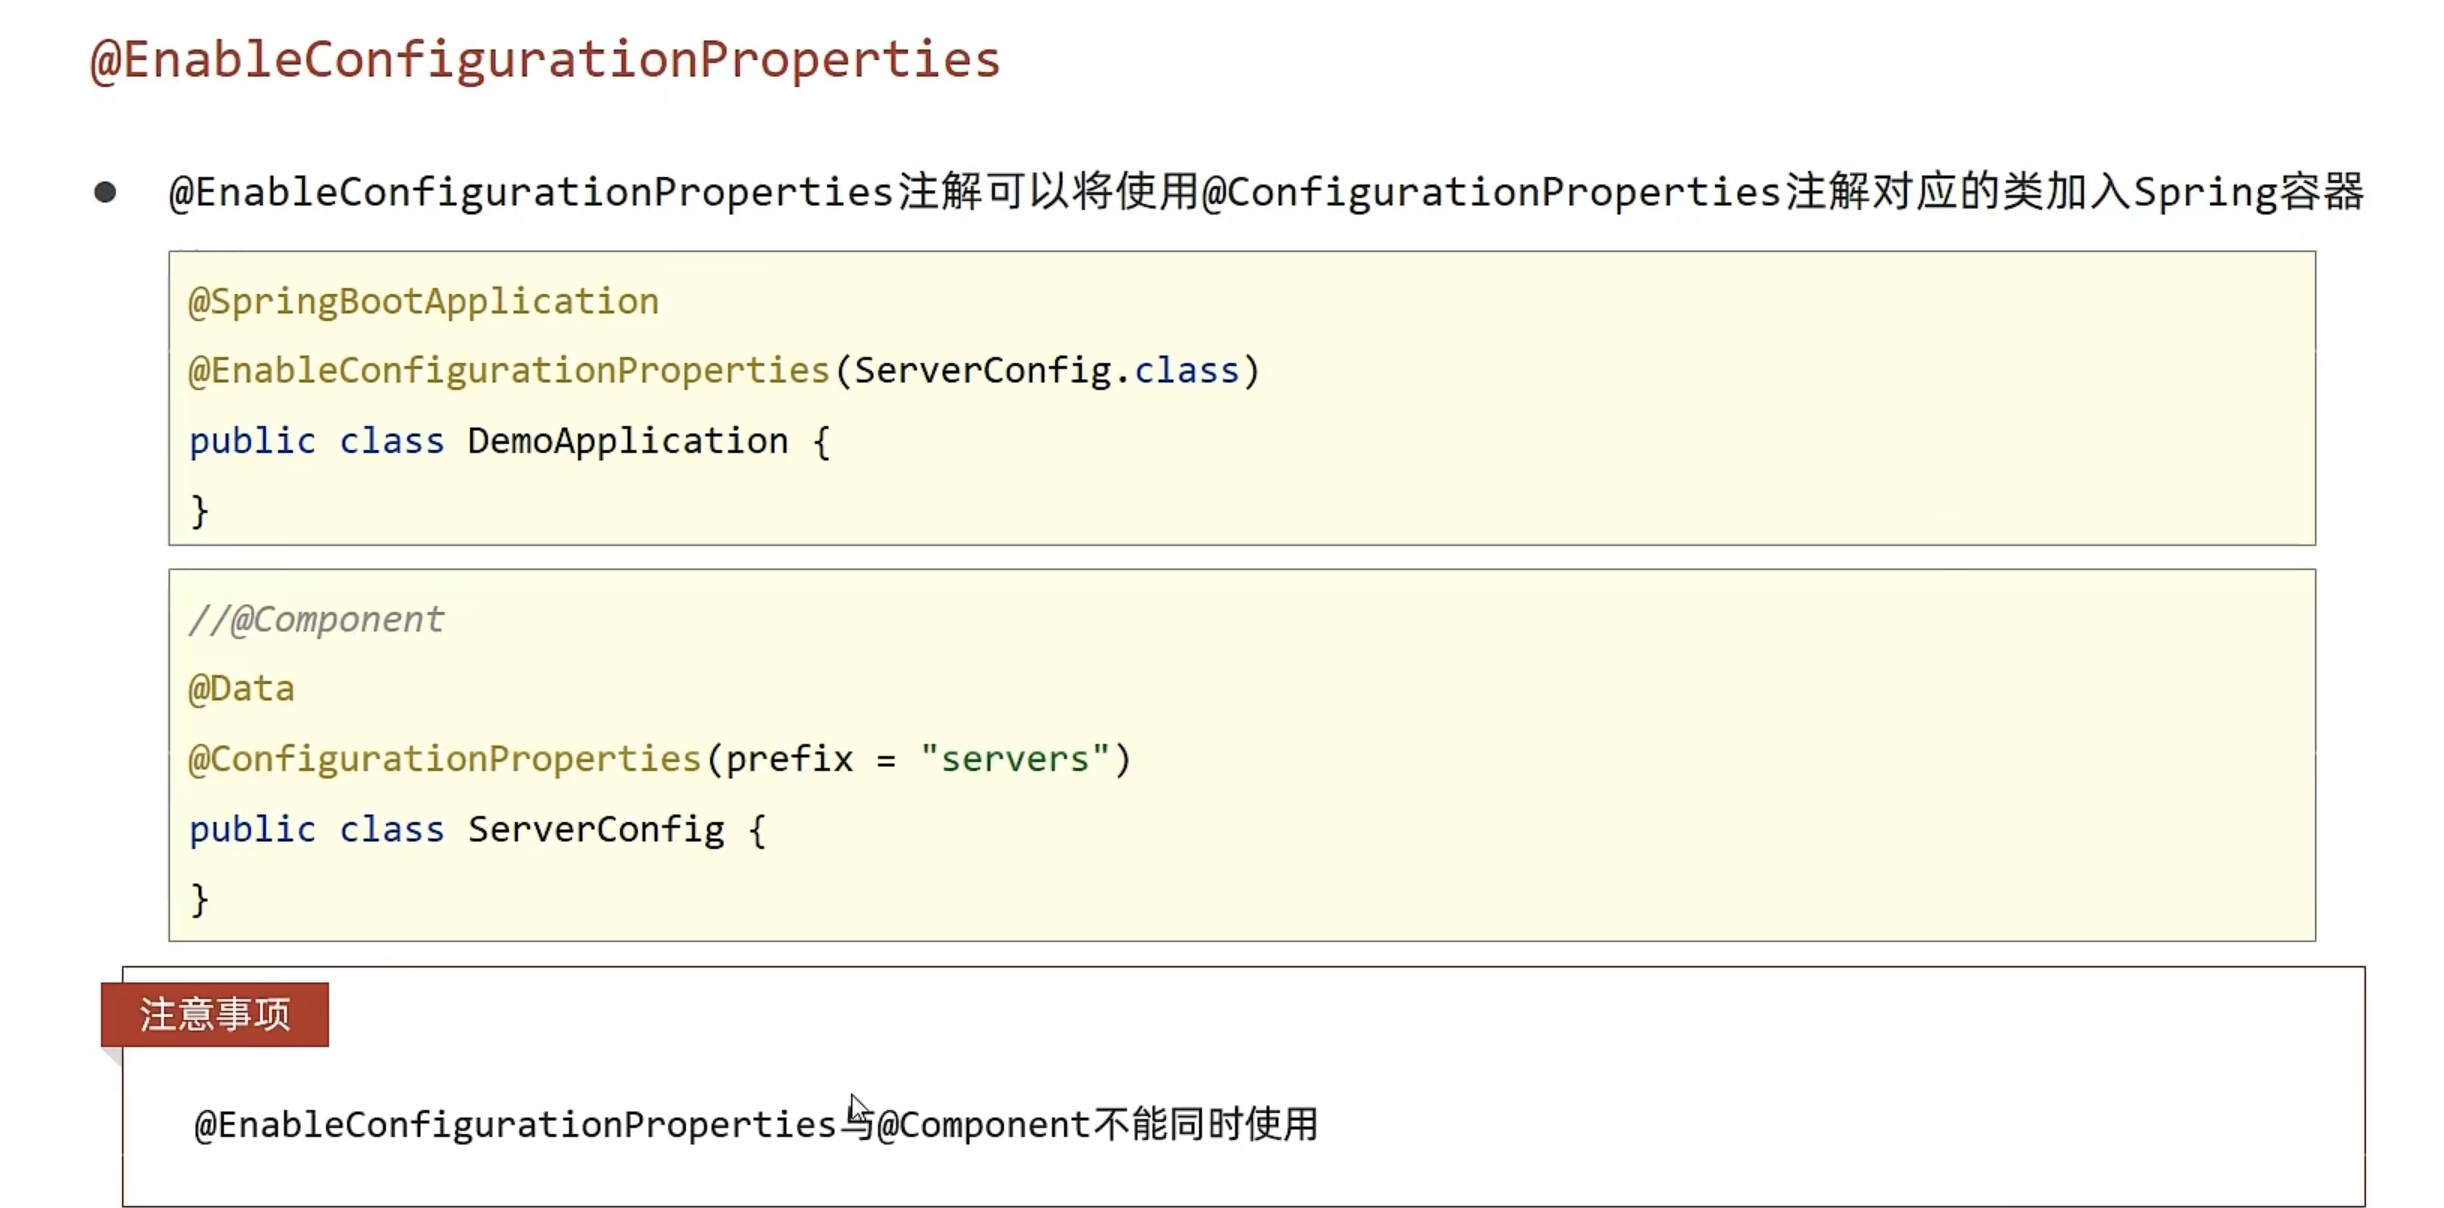 @EnableConfigurationProperties
@EnableConfigurationProperties注解可以将使用@ConfigurationProperties注解对应的类加入Spring容器
@SpringBootApplication
@EnableConfigurationProperties(ServerConfig.class)
public class DemoApplication {
}
//@Component
@Data
@ConfigurationProperties(prefix = "servers")
public class ServerConfig {
}
注意事项
@EnableConfigurationProperties与@Component不能同时使用